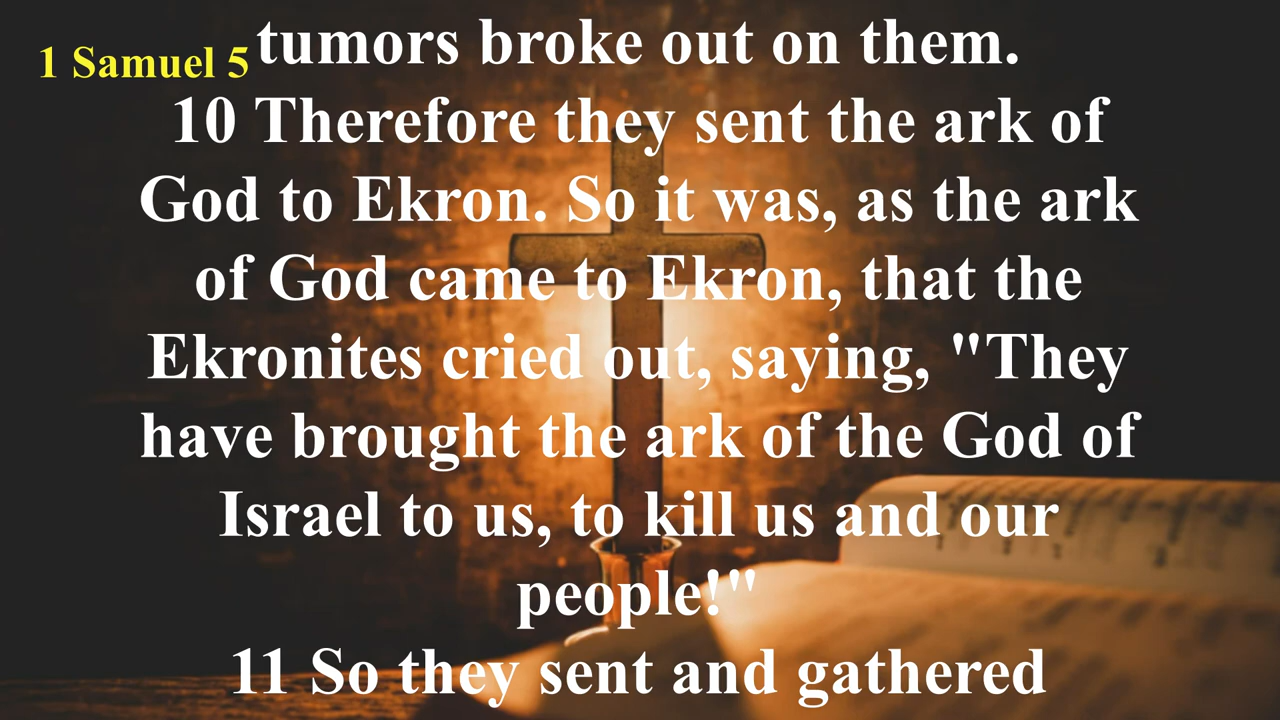 1 Samuel 5
tumors broke out on them.
10 Therefore they sent the ark of
God to Ekron. So it was, as the ark
of God came to Ekron, that the
Ekronites cried out, saying, "They
have brought the ark of the God of
Israel to us, to kill us and our
people!"
11 So they sent and gathered